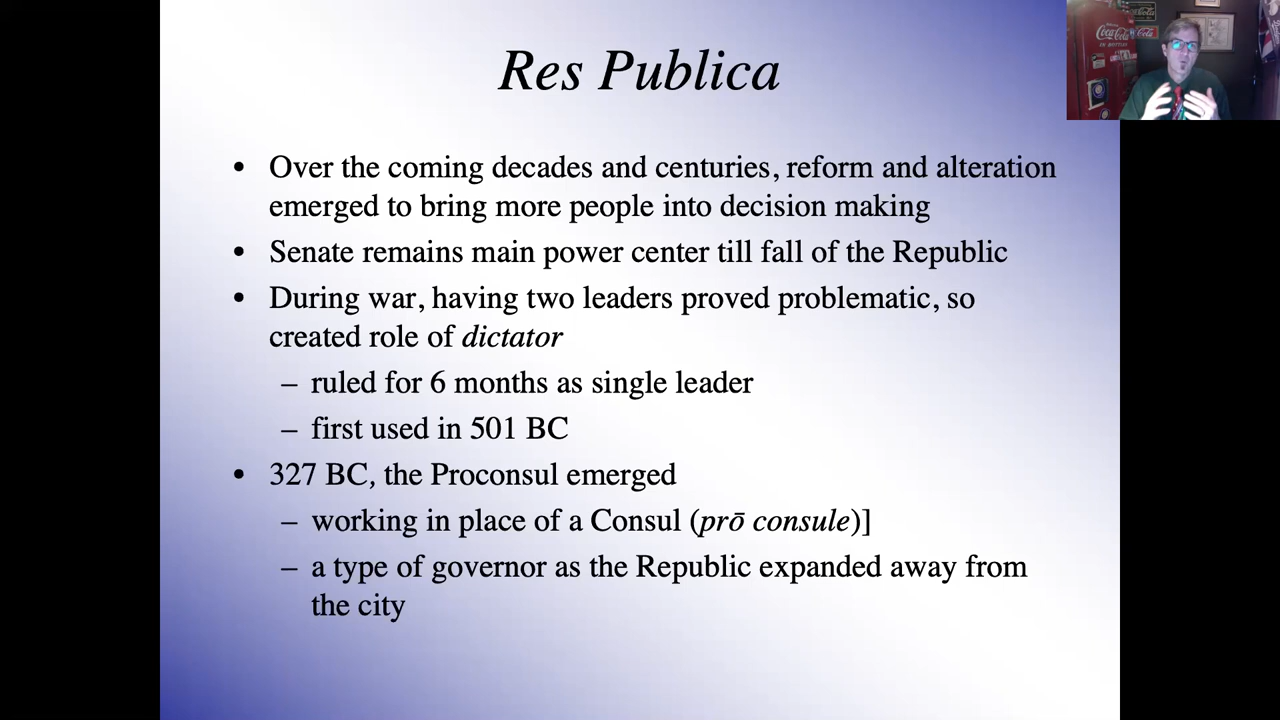 Res Publica
• Over the coming decades and centuries, reform and alteration
emerged to bring more people into decision making
• Senate remains main power center till fall of the Republic
• During war, having two leaders proved problematic, so
created role of dictator
– ruled for 6 months as single leader
– first used in 501 BC
• 327 BC, the Proconsul emerged
– working in place of a Consul (prō consule)]
– a type of governor as the Republic expanded away from
the city
Coca-Cola
IN BOTTLES